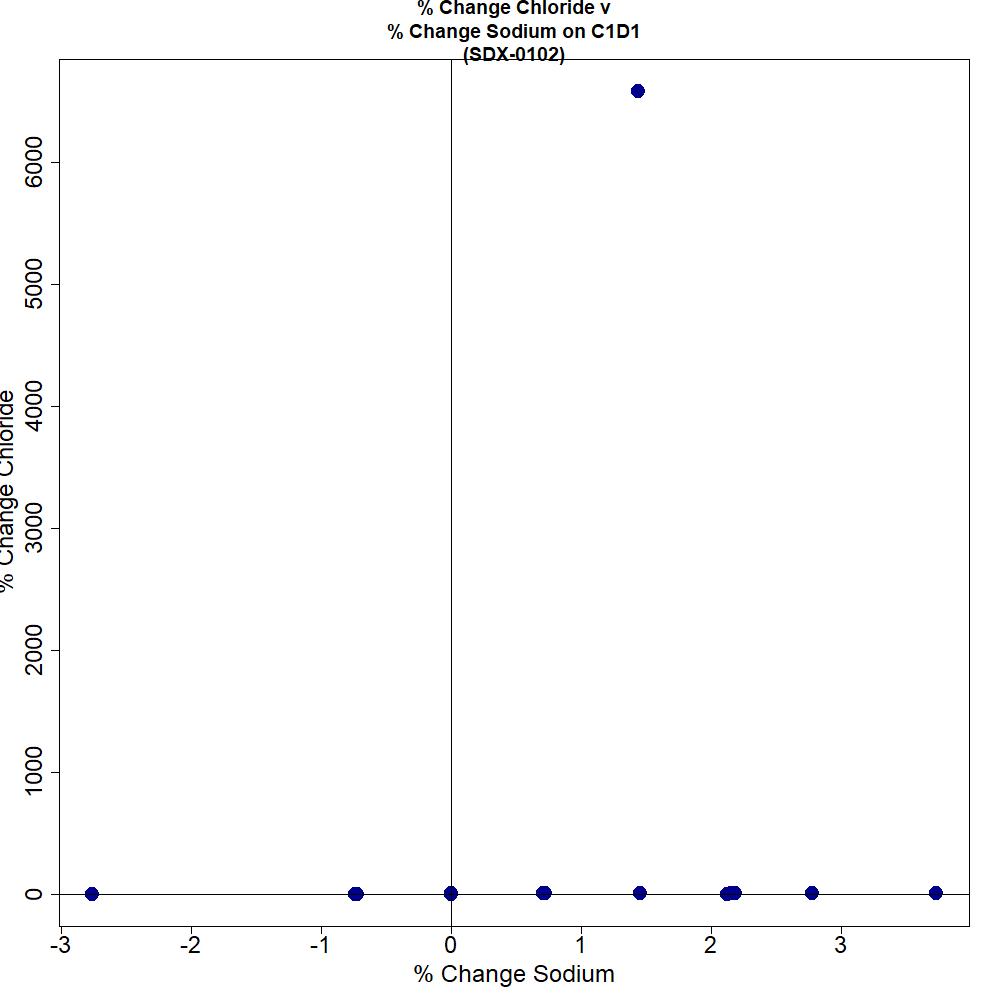 % Change Chloride v
% Change Sodium on C1D1
(SDX-0102)
% Change Chloride
6000
5000
4000
3000
2000
1000
0
-3 -2 -1 0 1 2 3
% Change Sodium